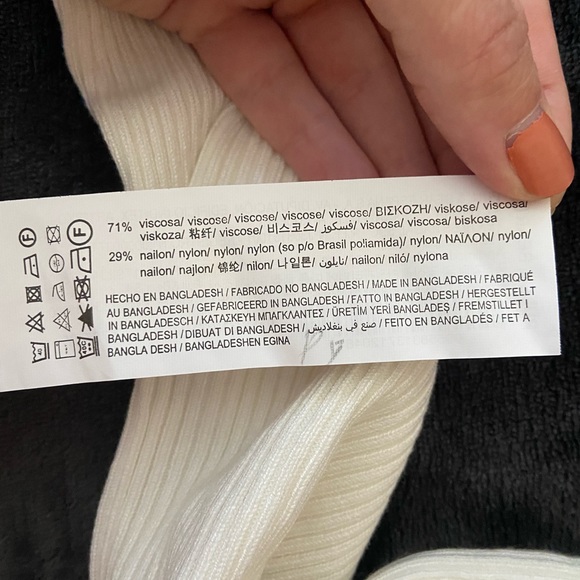 71% viscosa/ viscose/ viscose/ viscose/ viscose/ ΒΙΣΚΟΖΗ/ viskose/ viscosa/
viskoza/ 粘纤/ viscose/ 비스코스/ فسكوز/ viscose/ viscosa/ biskosa
29% nailon/ nylon/ nylon/ nylon (so p/o Brasil poliamida)/ nylon/ ΝΑΪΛΟΝ/ nylon/
nailon/ najlon/ 锦纶/ nilon/ 나일론/ نايلون/ nailon/ niló/ nylona
HECHO EN BANGLADESH / FABRICADO NO BANGLADESH / MADE IN BANGLADESH / FABRIQUÉ
AU BANGLADESH / GEFABRICEERD IN BANGLADESH / FATTO IN BANGLADESH / HERGESTELLT
IN BANGLADESCH / ΚΑΤΑΣΚΕΥΗ ΜΠΑΓΚΛΑΝΤΕΣ / ÜRETİM YERİ BANGLADEŞ / FREMSTILLET I
BANGLADESH / DIBUAT DI BANGLADESH / صنع في بنغلاديش / FEITO EN BANGLADÉS / FET A
BANGLA DESH / BANGLADESHEN EGINA
F
F